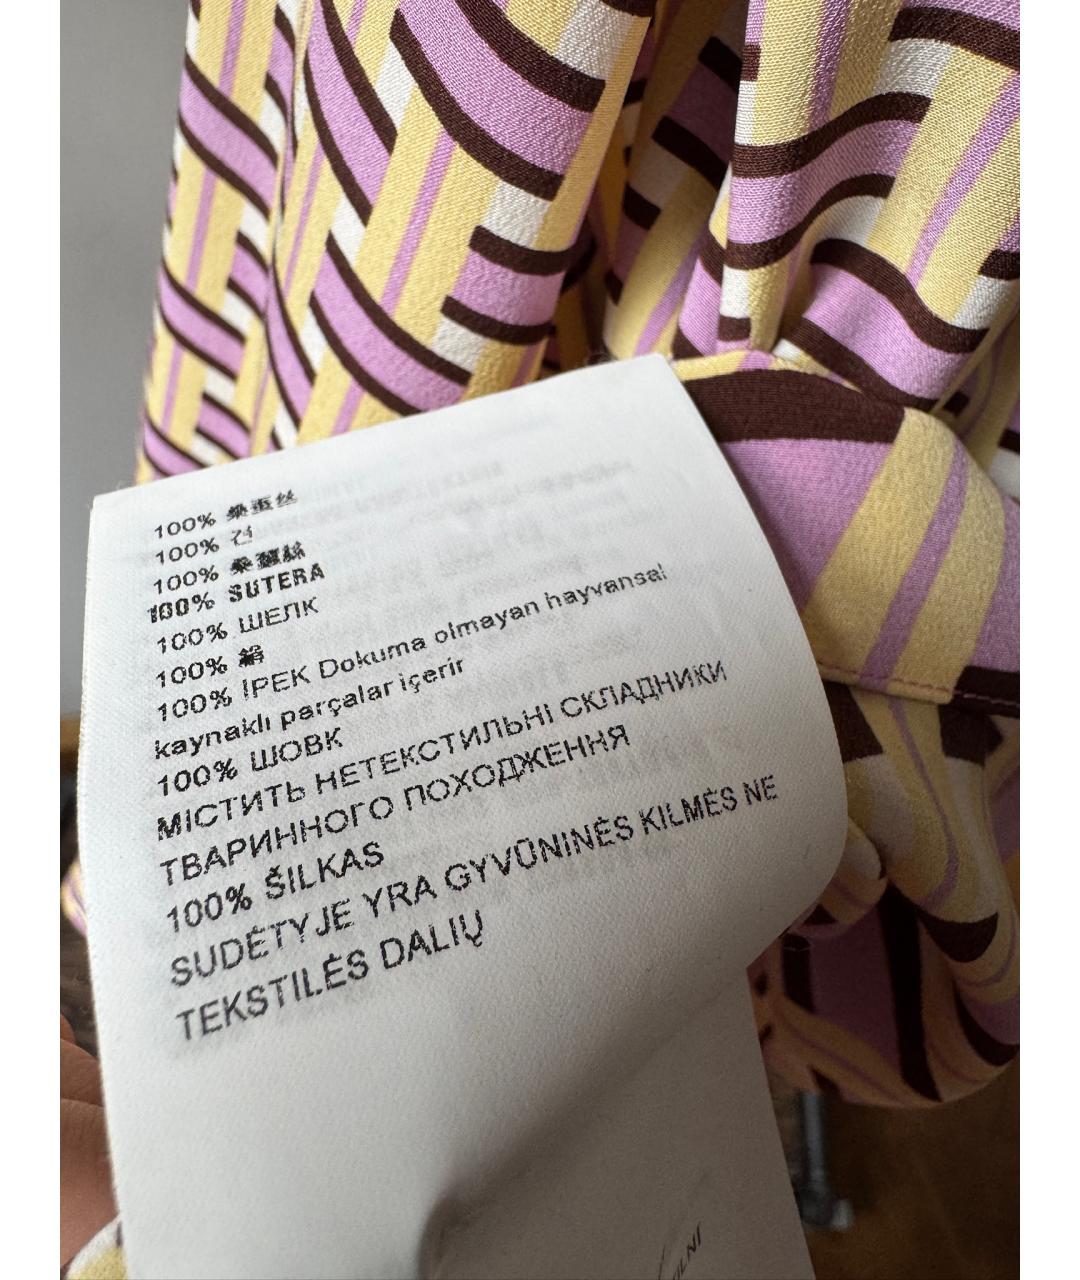 100% 桑蚕丝
100% 견
100% 桑蠶絲
100% SUTERA
100% ШЕЛК
100% 絹
100% İPEK Dokuma olmayan hayvansal
kaynaklı parçalar içerir
100% ШОВК
МІСТИТЬ НЕТЕКСТИЛЬНІ СКЛАДНИКИ
ТВАРИННОГО ПОХОДЖЕННЯ
100% ŠILKAS
SUDĖTYJE YRA GYVŪNINĖS KILMĖS NE
TEKSTILĖS DALIŲ